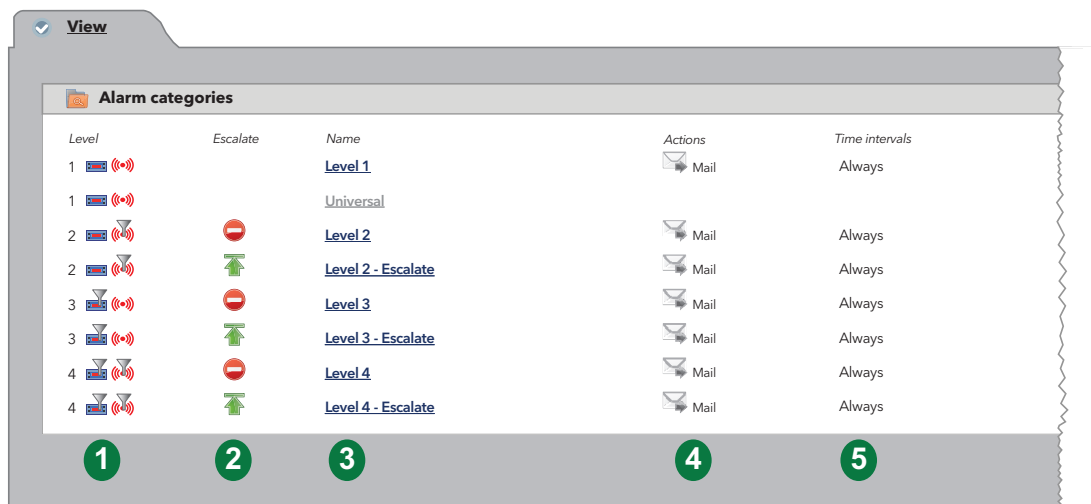 View
Alarm categories
Level Escalate Name Actions Time intervals
1 Level 1 Mail Always
1 Universal
2 Level 2 Mail Always
2 Level 2 - Escalate Mail Always
3 Level 3 Mail Always
3 Level 3 - Escalate Mail Always
4 Level 4 Mail Always
4 Level 4 - Escalate Mail Always
1 2 3 4 5